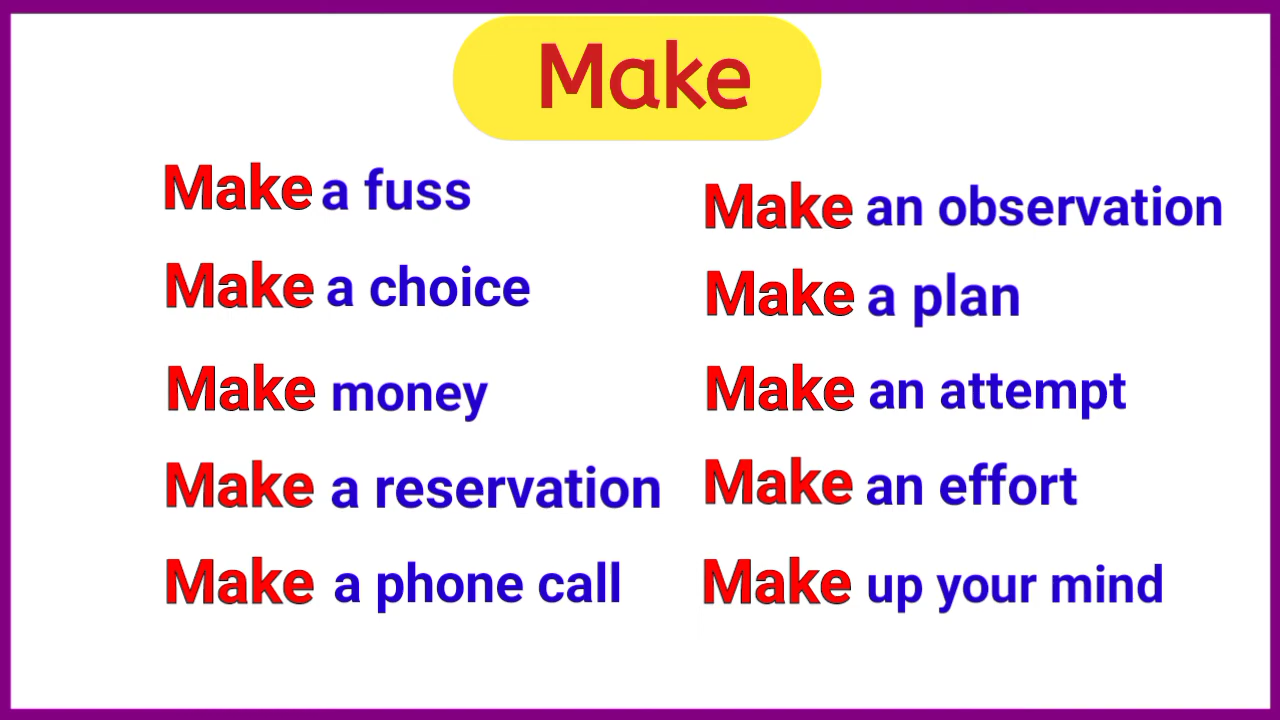 Make
Make a fuss
Make a choice
Make money
Make a reservation
Make a phone call
Make an observation
Make a plan
Make an attempt
Make an effort
Make up your mind